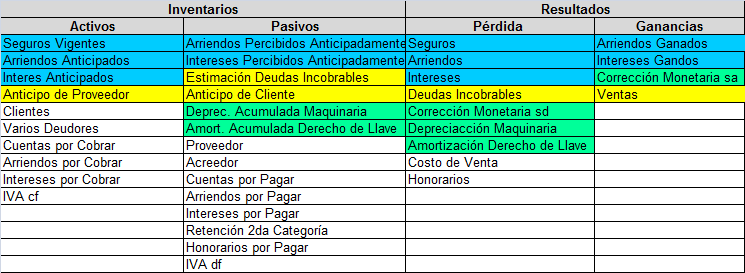 Inventarios Resultados
Activos Pasivos Pérdida Ganancias
Seguros Vigentes Arriendos Percibidos Anticipadamente Seguros Arriendos Ganados
Arriendos Anticipados Intereses Percibidos Anticipadamente Arriendos Intereses Gandos
Interes Anticipados Estimación Deudas Incobrables Intereses Corrección Monetaria sa
Anticipo de Proveedor Anticipo de Cliente Deudas Incobrables Ventas
Clientes Deprec. Acumulada Maquinaria Corrección Monetaria sd
Varios Deudores Amort. Acumulada Derecho de Llave Depreciacción Maquinaria
Cuentas por Cobrar Proveedor Amortización Derecho de Llave
Arriendos por Cobrar Acreedor Costo de Venta
Intereses por Cobrar Cuentas por Pagar Honorarios
IVA cf Arriendos por Pagar
Intereses por Pagar
Retención 2da Categoría
Honorarios por Pagar
IVA df